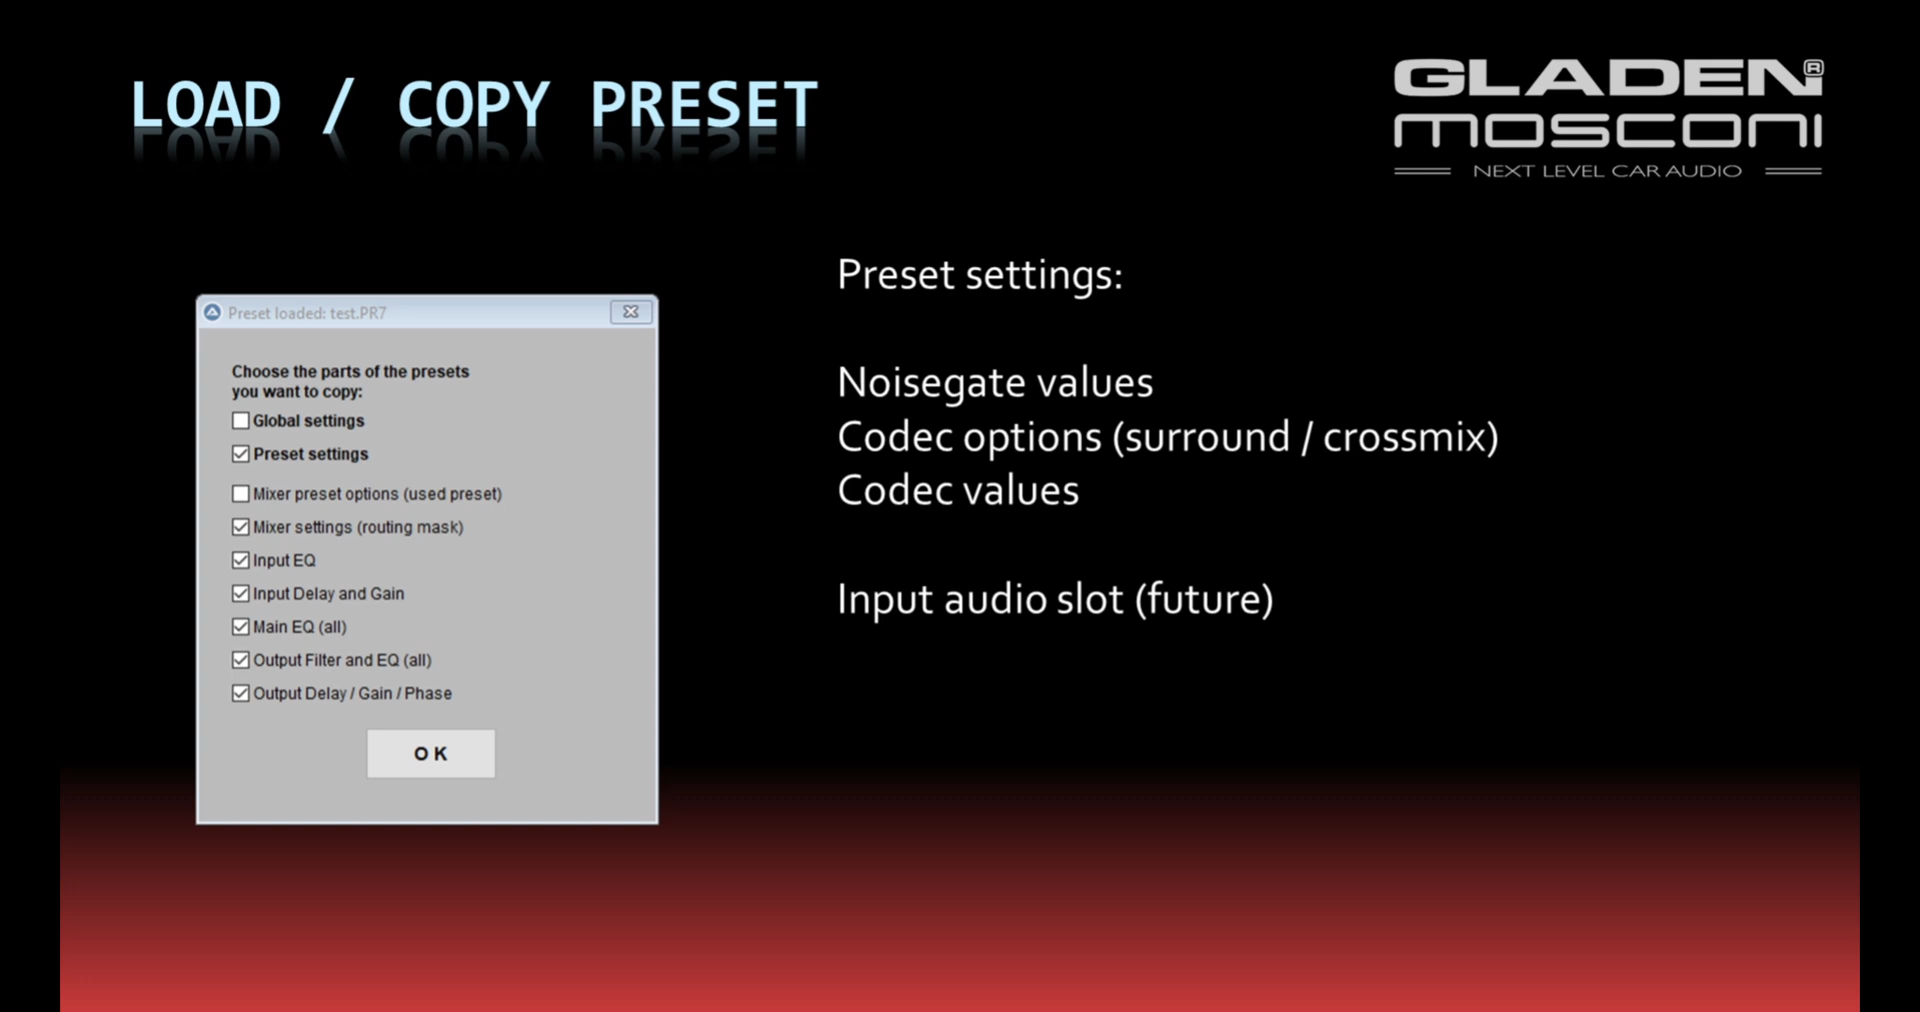 LOAD / COPY PRESET
GLADEN®
MOSCONI
NEXT LEVEL CAR AUDIO
Preset loaded: test.PR7
Choose the parts of the presets
you want to copy:
Global settings
Preset settings
Mixer preset options (used preset)
Mixer settings (routing mask)
Input EQ
Input Delay and Gain
Main EQ (all)
Output Filter and EQ (all)
Output Delay / Gain / Phase
O K
Preset settings:
Noisegate values
Codec options (surround / crossmix)
Codec values
Input audio slot (future)